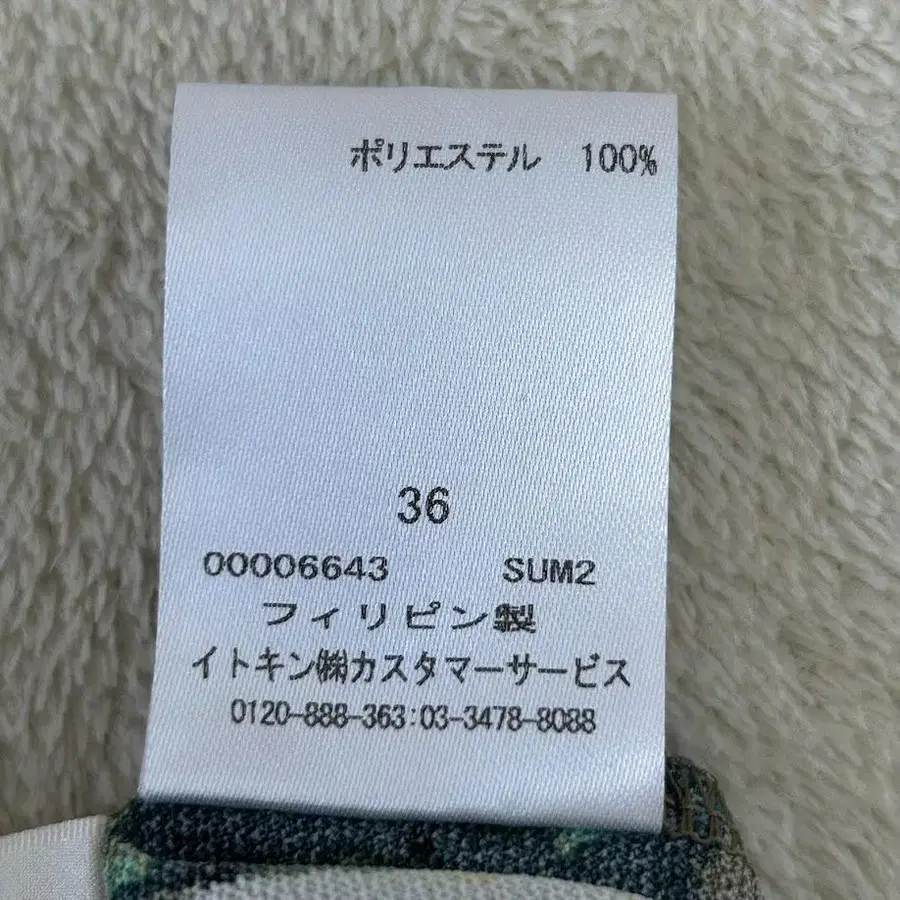 ポリエステル 100%
36
00006643 SUM2
フィリピン製
イトキン㈱カスタマーサービス
0120-888-363:03-3478-8088